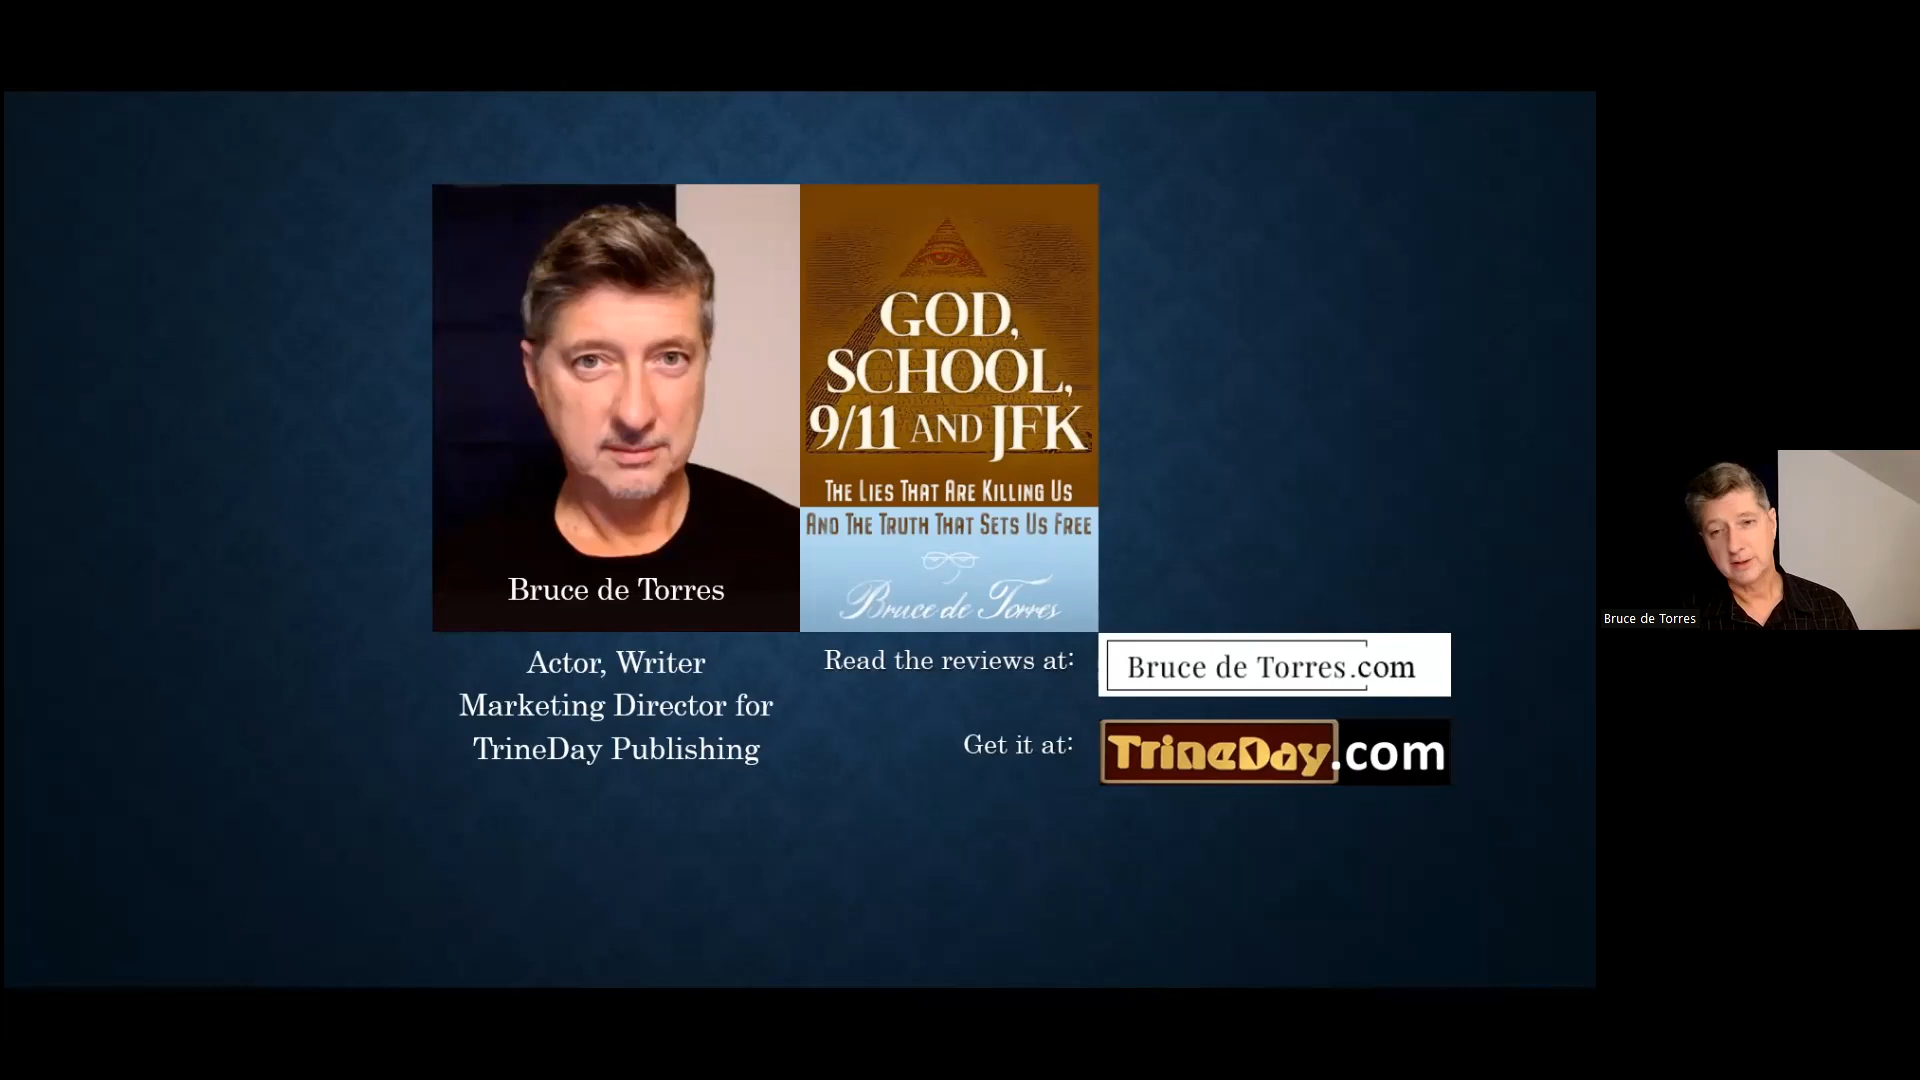 GOD,
SCHOOL,
9/11 AND JFK
THE LIES THAT ARE KILLING US
AND THE TRUTH THAT SETS US FREE
Bruce de Torres
Bruce de Torres
Actor, Writer
Marketing Director for
TrineDay Publishing
Read the reviews at:
Bruce de Torres.com
Get it at:
TrineDay.com
Bruce de Torres